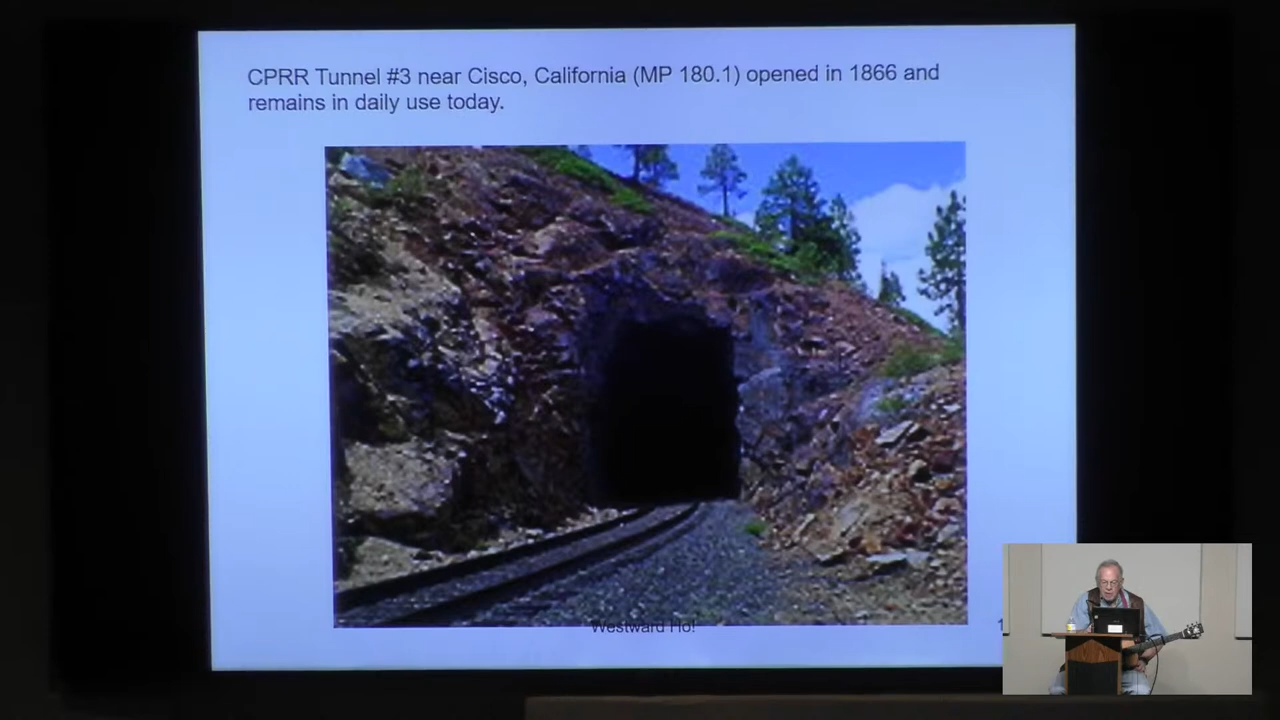 CPRR Tunnel #3 near Cisco, California (MP 180.1) opened in 1866 and
remains in daily use today.
Westward Ho!